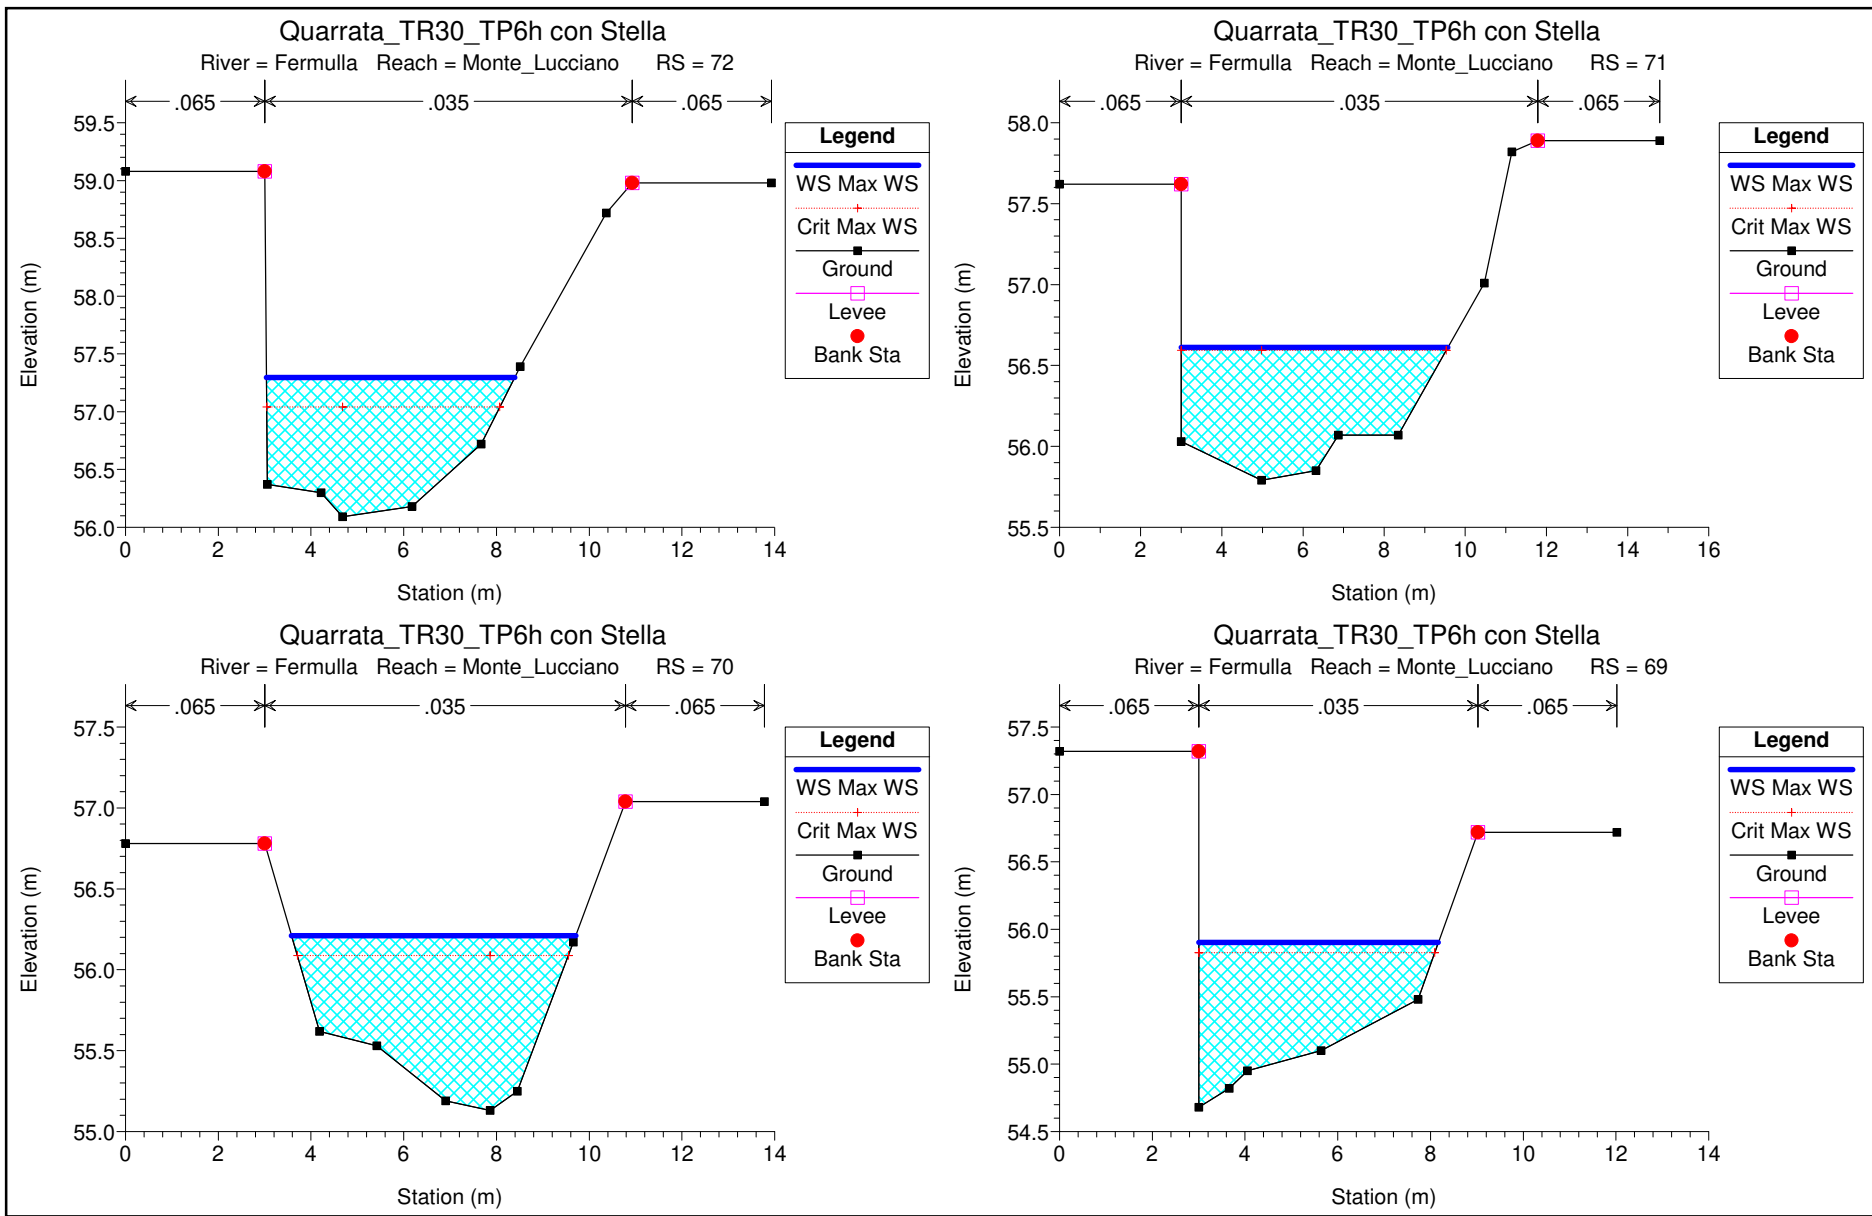 Quarrata_TR30_TP6h con Stella
River = Fermulla Reach = Monte_Lucciano RS = 72
.065 .035 .065
59.5
59.0
58.5
58.0
57.5
57.0
56.5
56.0
Elevation (m)
0 2 4 6 8 10 12 14
Station (m)
Legend
WS Max WS
Crit Max WS
Ground
Levee
Bank Sta
Quarrata_TR30_TP6h con Stella
River = Fermulla Reach = Monte_Lucciano RS = 71
.065 .035 .065
58.0
57.5
57.0
56.5
56.0
55.5
Elevation (m)
0 2 4 6 8 10 12 14 16
Station (m)
Legend
WS Max WS
Crit Max WS
Ground
Levee
Bank Sta
Quarrata_TR30_TP6h con Stella
River = Fermulla Reach = Monte_Lucciano RS = 70
.065 .035 .065
57.5
57.0
56.5
56.0
55.5
55.0
Elevation (m)
0 2 4 6 8 10 12 14
Station (m)
Legend
WS Max WS
Crit Max WS
Ground
Levee
Bank Sta
Quarrata_TR30_TP6h con Stella
River = Fermulla Reach = Monte_Lucciano RS = 69
.065 .035 .065
57.5
57.0
56.5
56.0
55.5
55.0
54.5
Elevation (m)
0 2 4 6 8 10 12 14
Station (m)
Legend
WS Max WS
Crit Max WS
Ground
Levee
Bank Sta